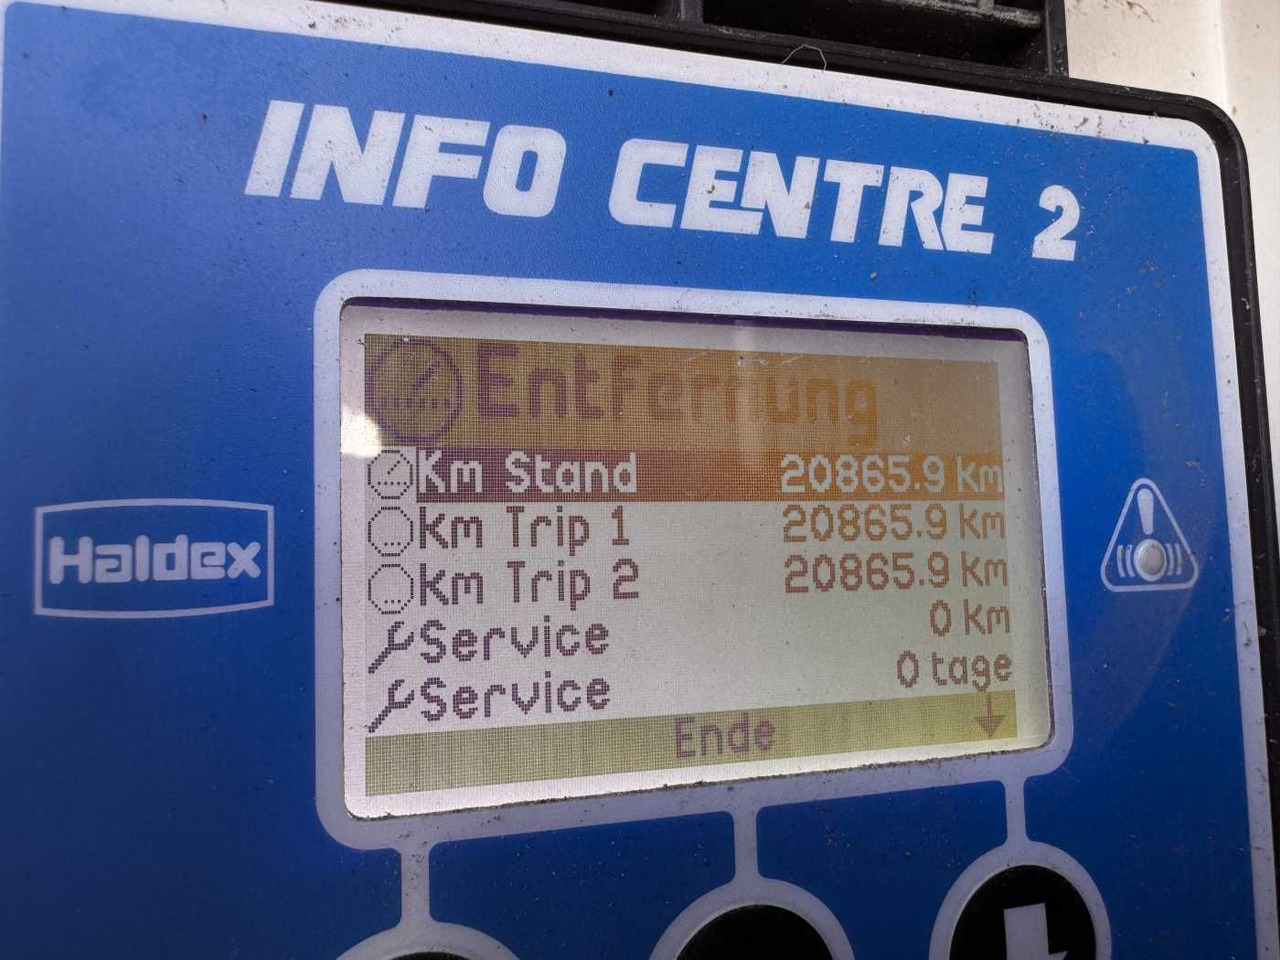 INFO CENTRE 2
Entfernung
Km Stand 20865.9 km
Km Trip 1 20865.9 km
Km Trip 2 20865.9 km
Service 0 km
Service 0 tage
Ende
Haldex